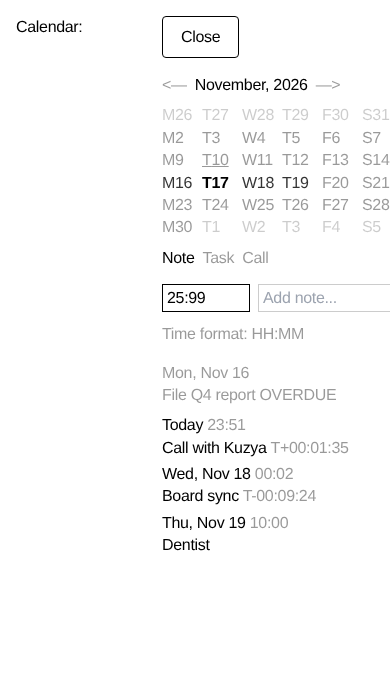 Calendar:
Close
<— November, 2026 —>
M26 T27 W28 T29 F30 S31
M2 T3 W4 T5 F6 S7
M9 T10 W11 T12 F13 S14
M16 T17 W18 T19 F20 S21
M23 T24 W25 T26 F27 S28
M30 T1 W2 T3 F4 S5
Note Task Call
25:99 Add note...
Time format: HH:MM
Mon, Nov 16
File Q4 report OVERDUE
Today 23:51
Call with Kuzya T+00:01:35
Wed, Nov 18 00:02
Board sync T-00:09:24
Thu, Nov 19 10:00
Dentist